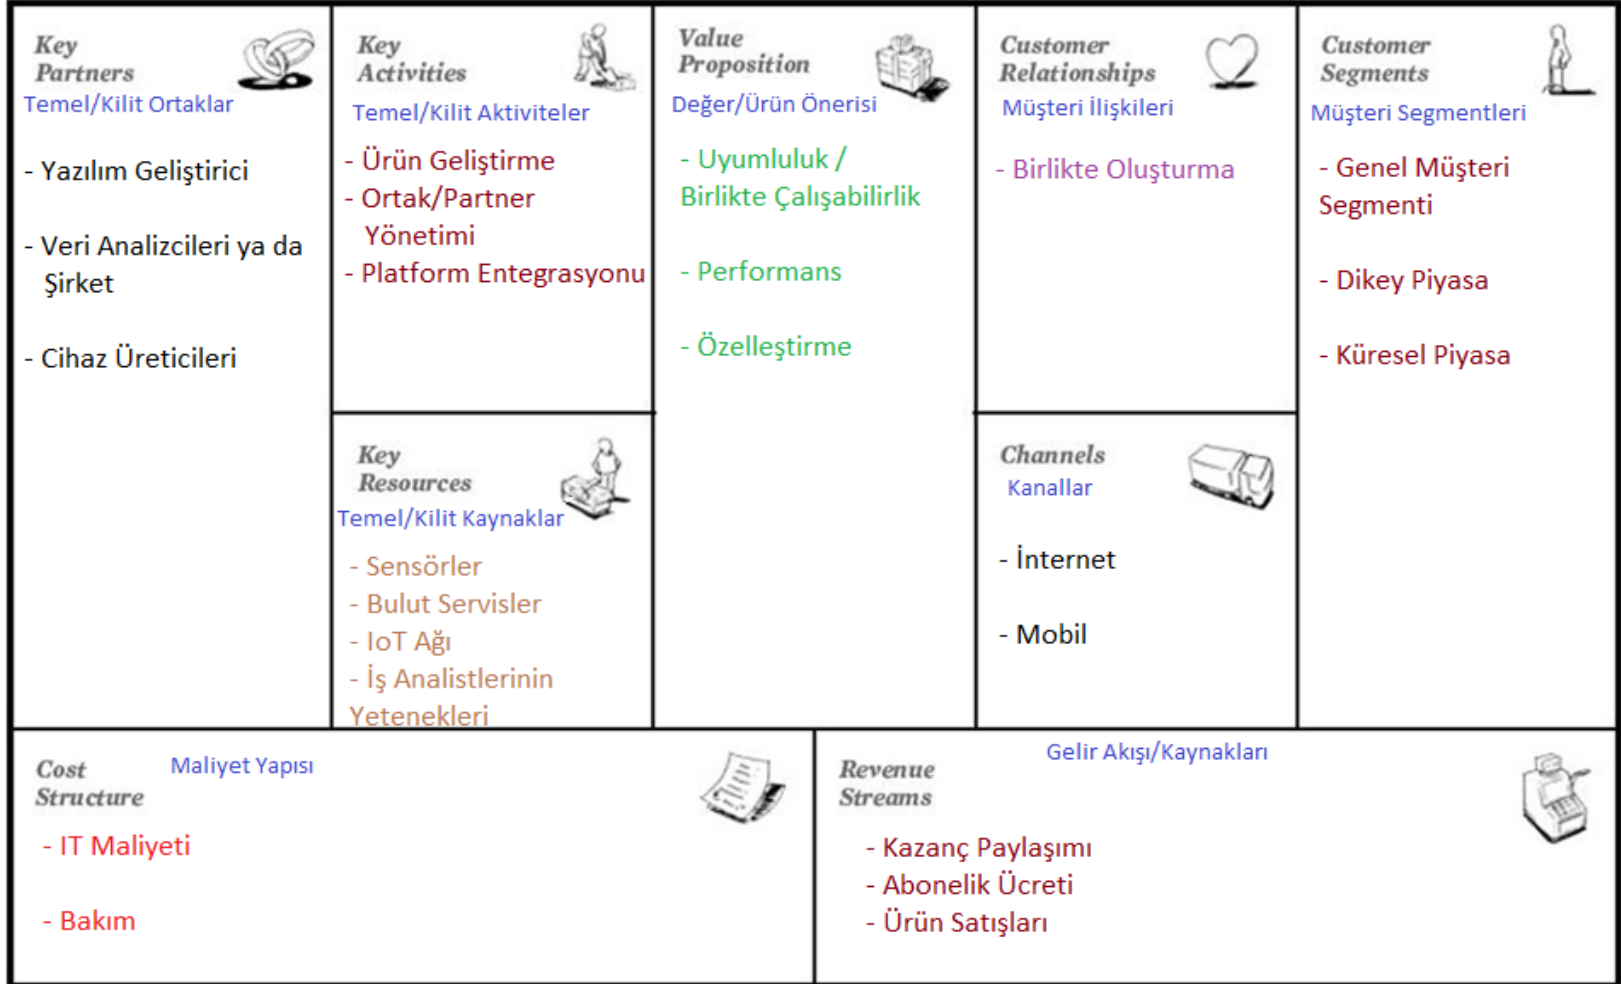 Key
Partners
Temel/Kilit Ortaklar
- Yazılım Geliştirici
- Veri Analizcileri ya da
Şirket
- Cihaz Üreticileri
Key
Activities
Temel/Kilit Aktiviteler
- Ürün Geliştirme
- Ortak/Partner
Yönetimi
- Platform Entegrasyonu
Key
Resources
Temel/Kilit Kaynaklar
- Sensörler
- Bulut Servisler
- IoT Ağı
- İş Analistlerinin
Yetenekleri
Value
Proposition
Değer/Ürün Önerisi
- Uyumluluk /
Birlikte Çalışabilirlik
- Performans
- Özelleştirme
Customer
Relationships
Müşteri İlişkileri
- Birlikte Oluşturma
Channels
Kanallar
- İnternet
- Mobil
Customer
Segments
Müşteri Segmentleri
- Genel Müşteri
Segmenti
- Dikey Piyasa
- Küresel Piyasa
Cost
Structure
Maliyet Yapısı
- IT Maliyeti
- Bakım
Revenue
Streams
Gelir Akışı/Kaynakları
- Kazanç Paylaşımı
- Abonelik Ücreti
- Ürün Satışları